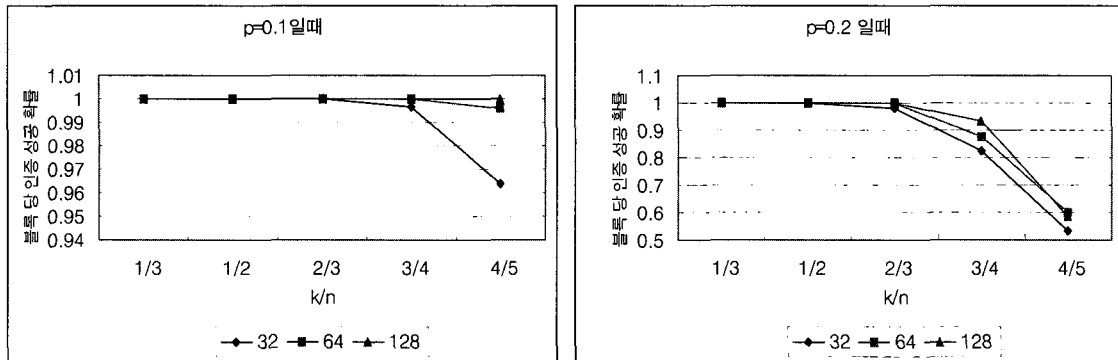 p=0.1일때
블록 당 인증 성공 확률
1.01
1
0.99
0.98
0.97
0.96
0.95
0.94
1/3 1/2 2/3 3/4 4/5
k/n
32 64 128
p=0.2 일때
블록 당 인증 성공 확률
1.1
1
0.9
0.8
0.7
0.6
0.5
1/3 1/2 2/3 3/4 4/5
k/n
32 64 128